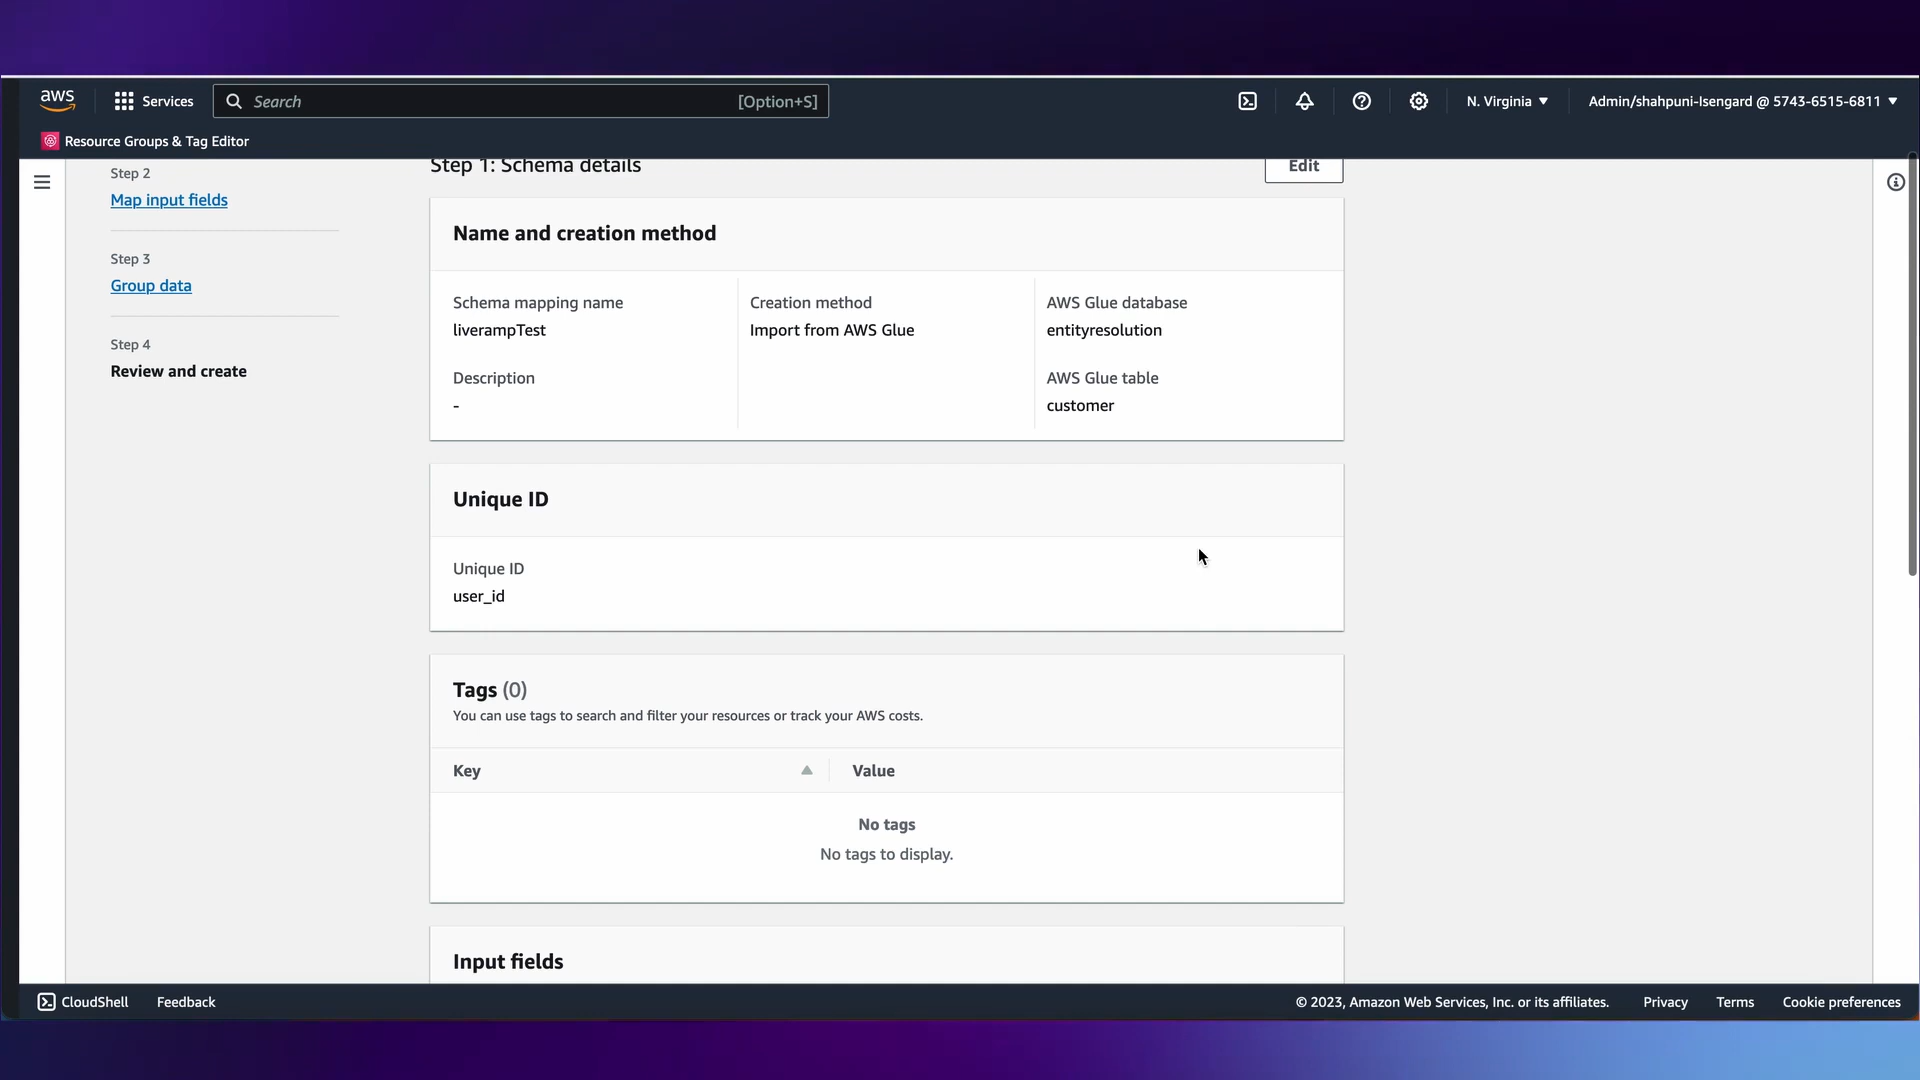 aws
Services
Search
[Option+S]
N. Virginia
Admin/shahpuni-Isengard @ 5743-6515-6811
Resource Groups & Tag Editor
Step 2
Map input fields
Step 3
Group data
Step 4
Review and create
Step 1: Schema details
Edit
Name and creation method
Schema mapping name
liverampTest
Description
-
Creation method
Import from AWS Glue
AWS Glue database
entityresolution
AWS Glue table
customer
Unique ID
Unique ID
user_id
Tags (0)
You can use tags to search and filter your resources or track your AWS costs.
Key
Value
No tags
No tags to display.
Input fields
CloudShell
Feedback
© 2023, Amazon Web Services, Inc. or its affiliates.
Privacy
Terms
Cookie preferences